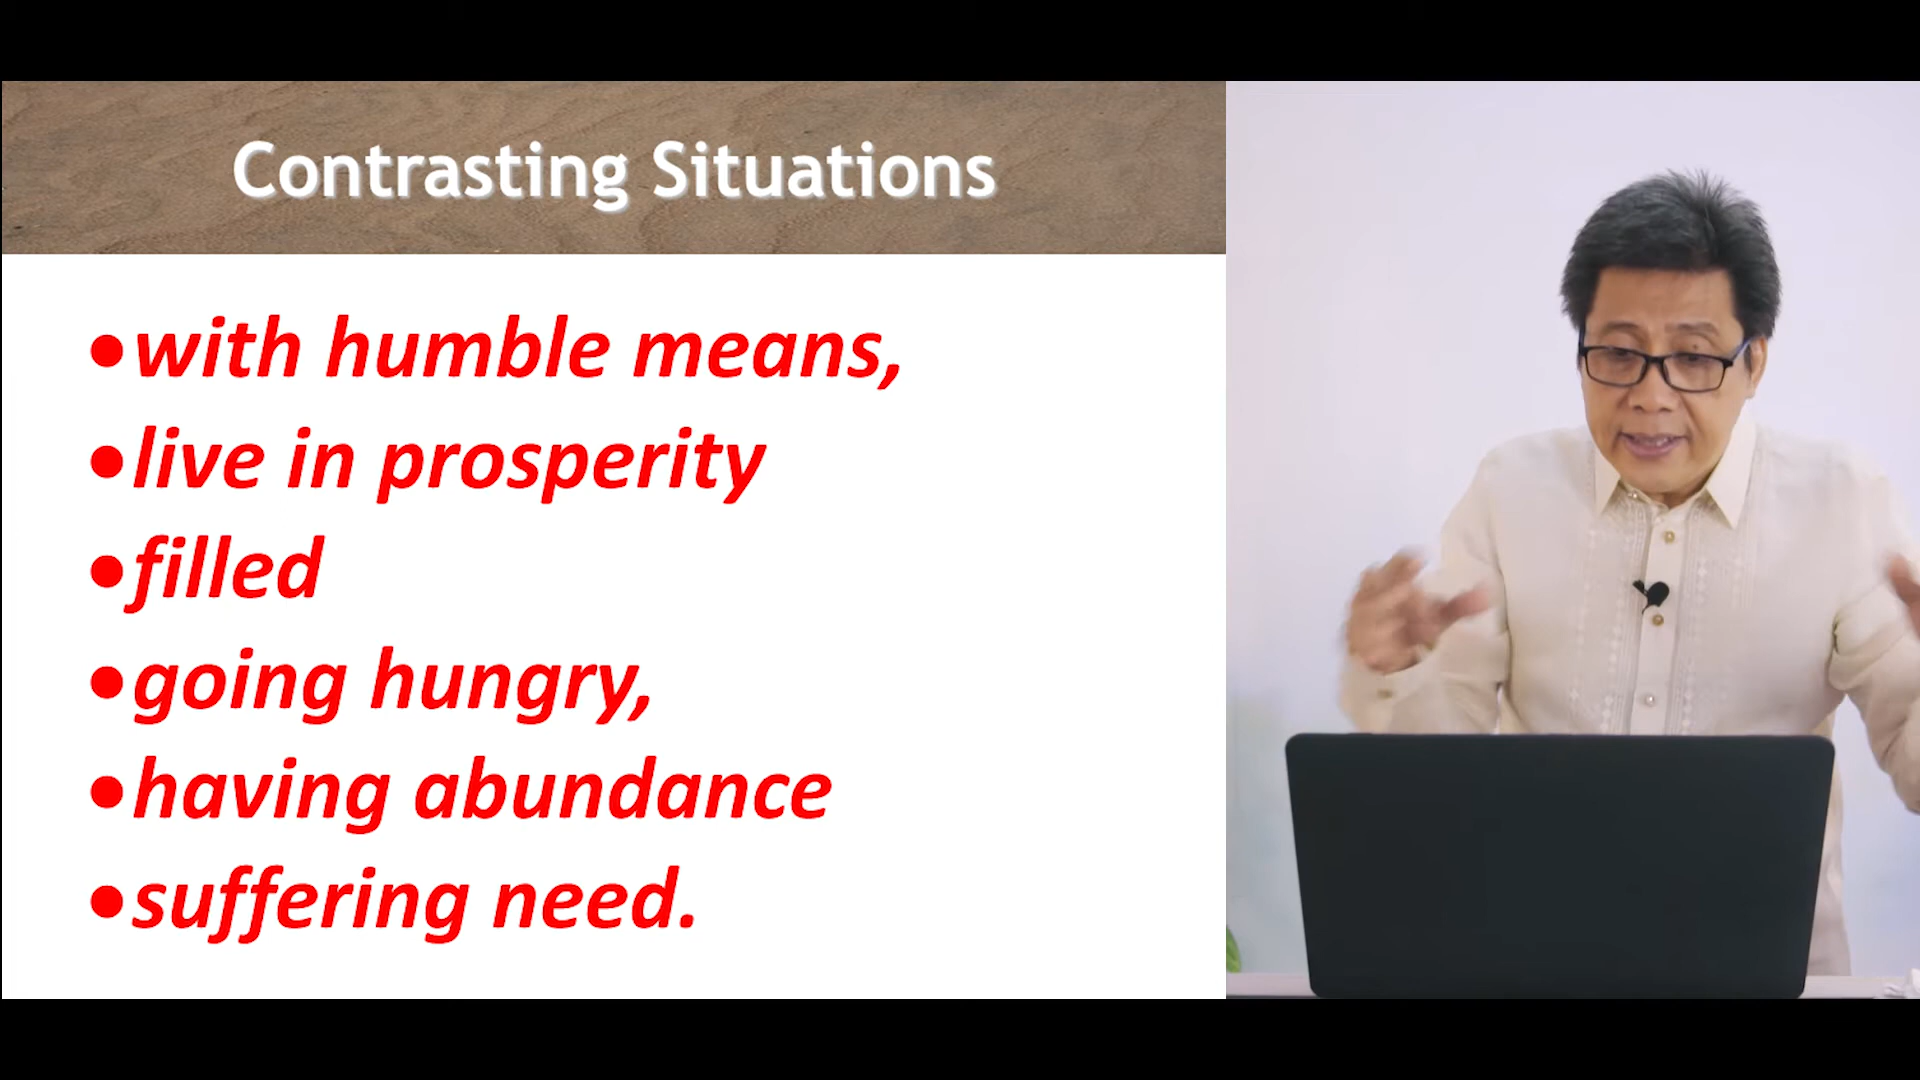 Contrasting Situations
•with humble means,
•live in prosperity
•filled
•going hungry,
•having abundance
•suffering need.